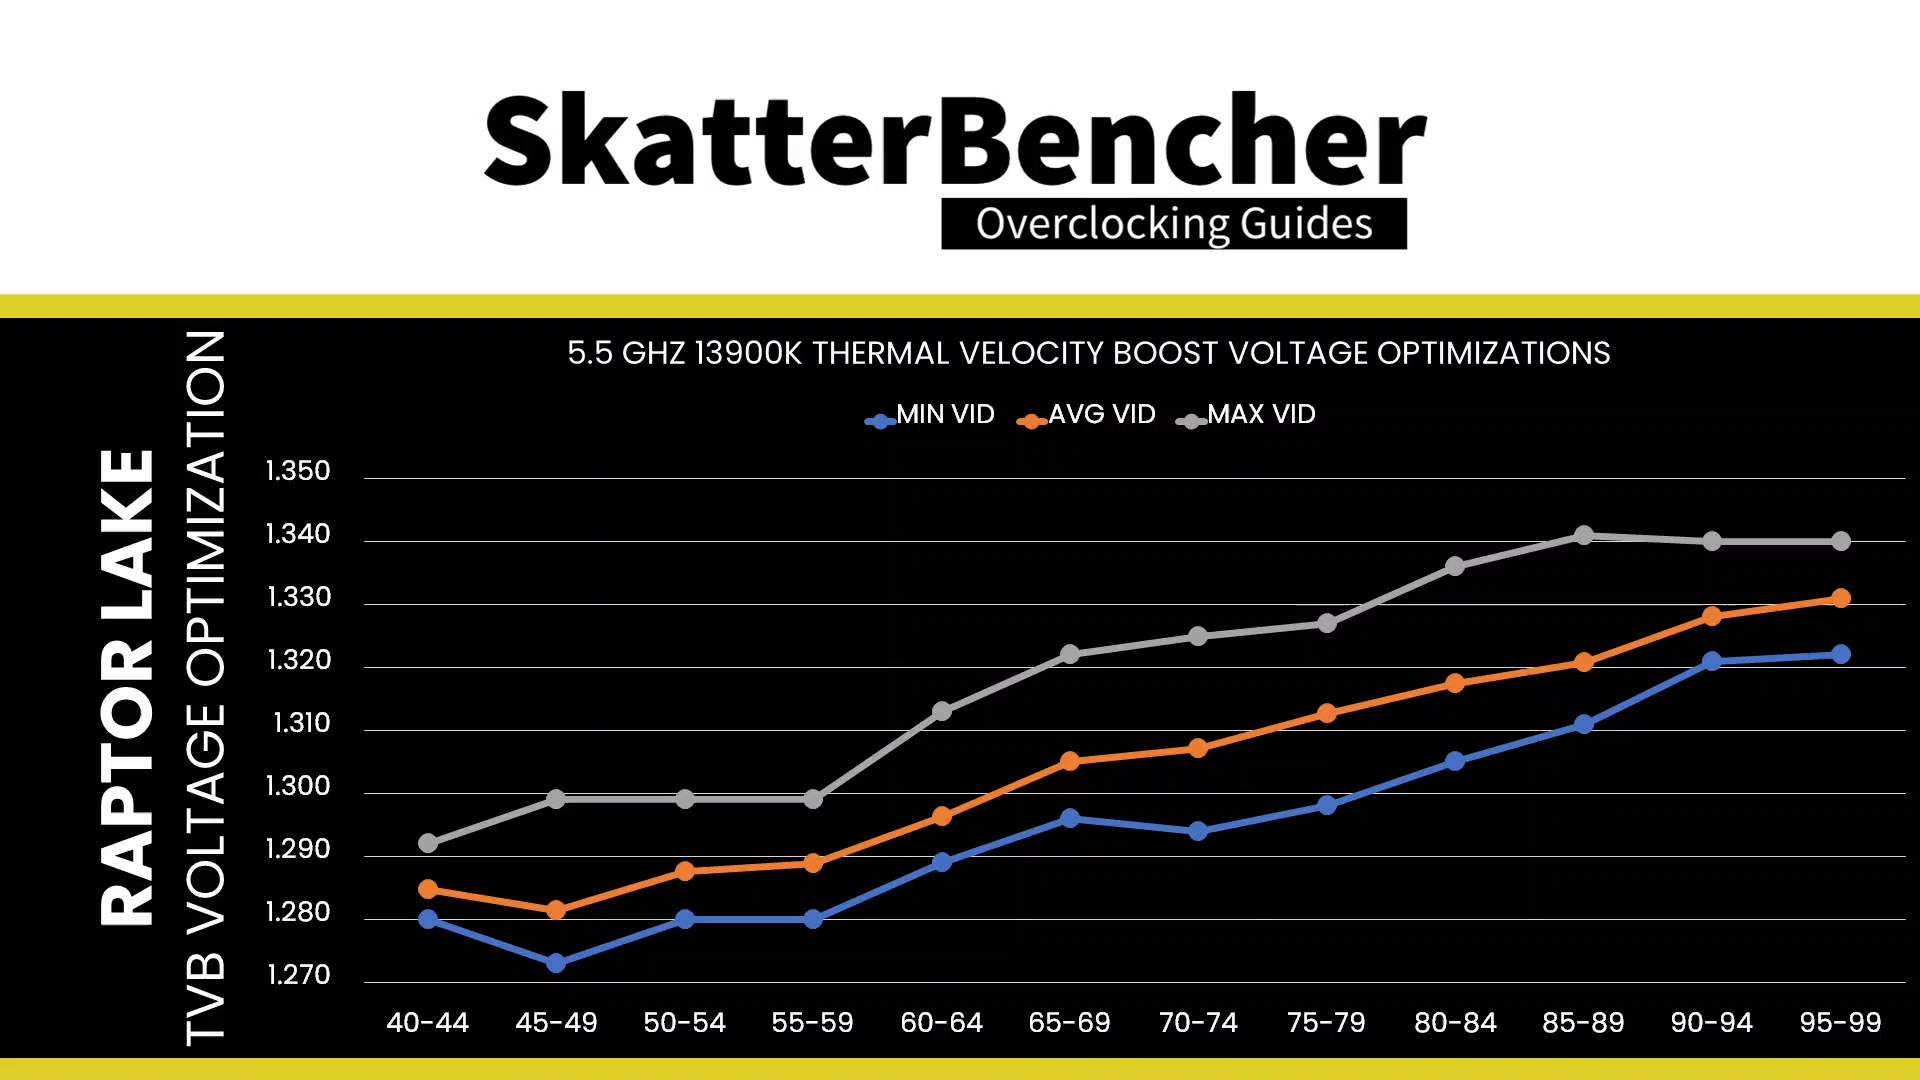 SkatterBencher
Overclocking Guides
RAPTOR LAKE
TVB VOLTAGE OPTIMIZATION
5.5 GHZ 13900K THERMAL VELOCITY BOOST VOLTAGE OPTIMIZATIONS
MIN VID AVG VID MAX VID
1.350
1.340
1.330
1.320
1.310
1.300
1.290
1.280
1.270
40-44 45-49 50-54 55-59 60-64 65-69 70-74 75-79 80-84 85-89 90-94 95-99